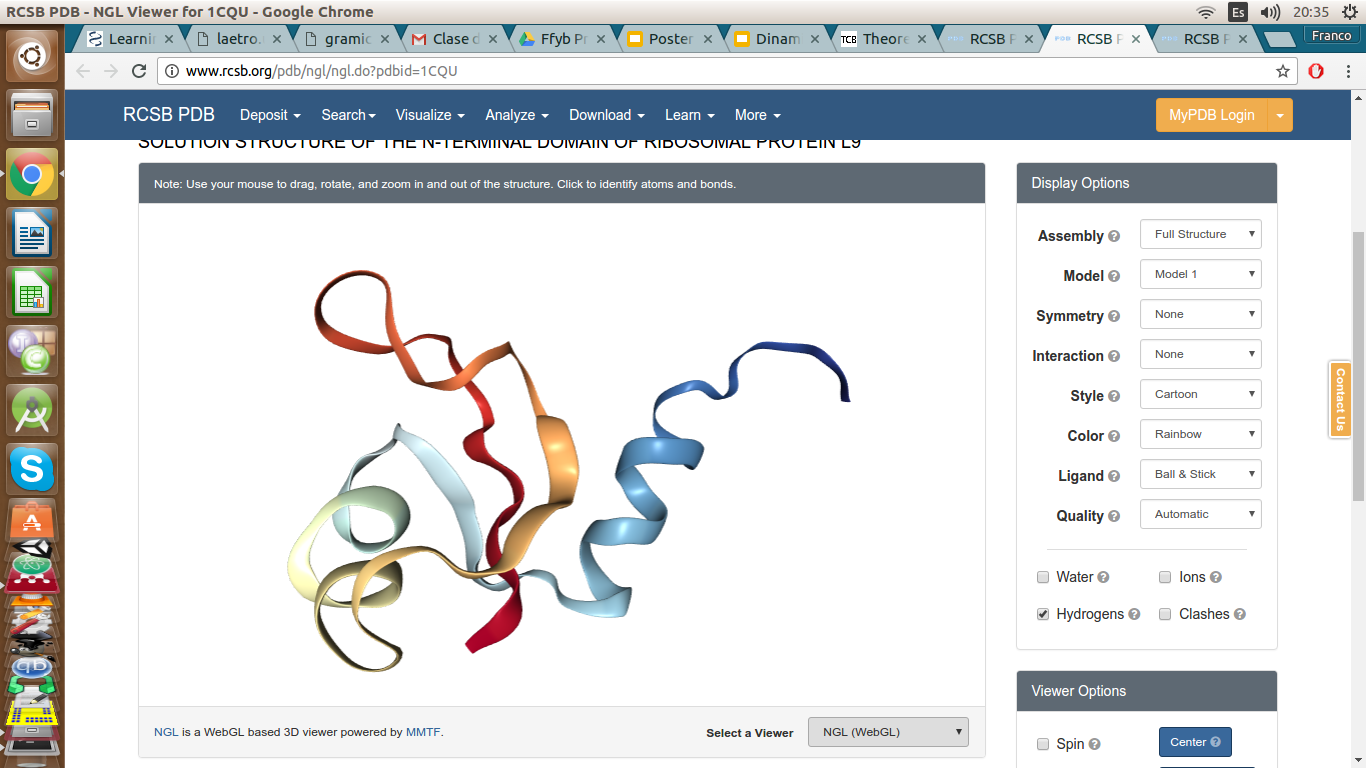 RCSB PDB - NGL Viewer for 1CQU - Google Chrome
Es
20:35
Learnin
laetro.
gramic
Clase d
Ffyb Pr
Poster
Dinam
TCB Theore
RCSB P
RCSB P
RCSB P
Franco
www.rcsb.org/pdb/ngl/ngl.do?pdbid=1CQU
RCSB PDB Deposit Search Visualize Analyze Download Learn More MyPDB Login
SOLUTION STRUCTURE OF THE N-TERMINAL DOMAIN OF RIBOSOMAL PROTEIN L9
Note: Use your mouse to drag, rotate, and zoom in and out of the structure. Click to identify atoms and bonds.
NGL is a WebGL based 3D viewer powered by MMTF.
Select a Viewer NGL (WebGL)
Display Options
Assembly ? Full Structure
Model ? Model 1
Symmetry ? None
Interaction ? None
Style ? Cartoon
Color ? Rainbow
Ligand ? Ball & Stick
Quality ? Automatic
Water ? Ions ?
Hydrogens ? Clashes ?
Viewer Options
Spin ? Center ?
Contact Us